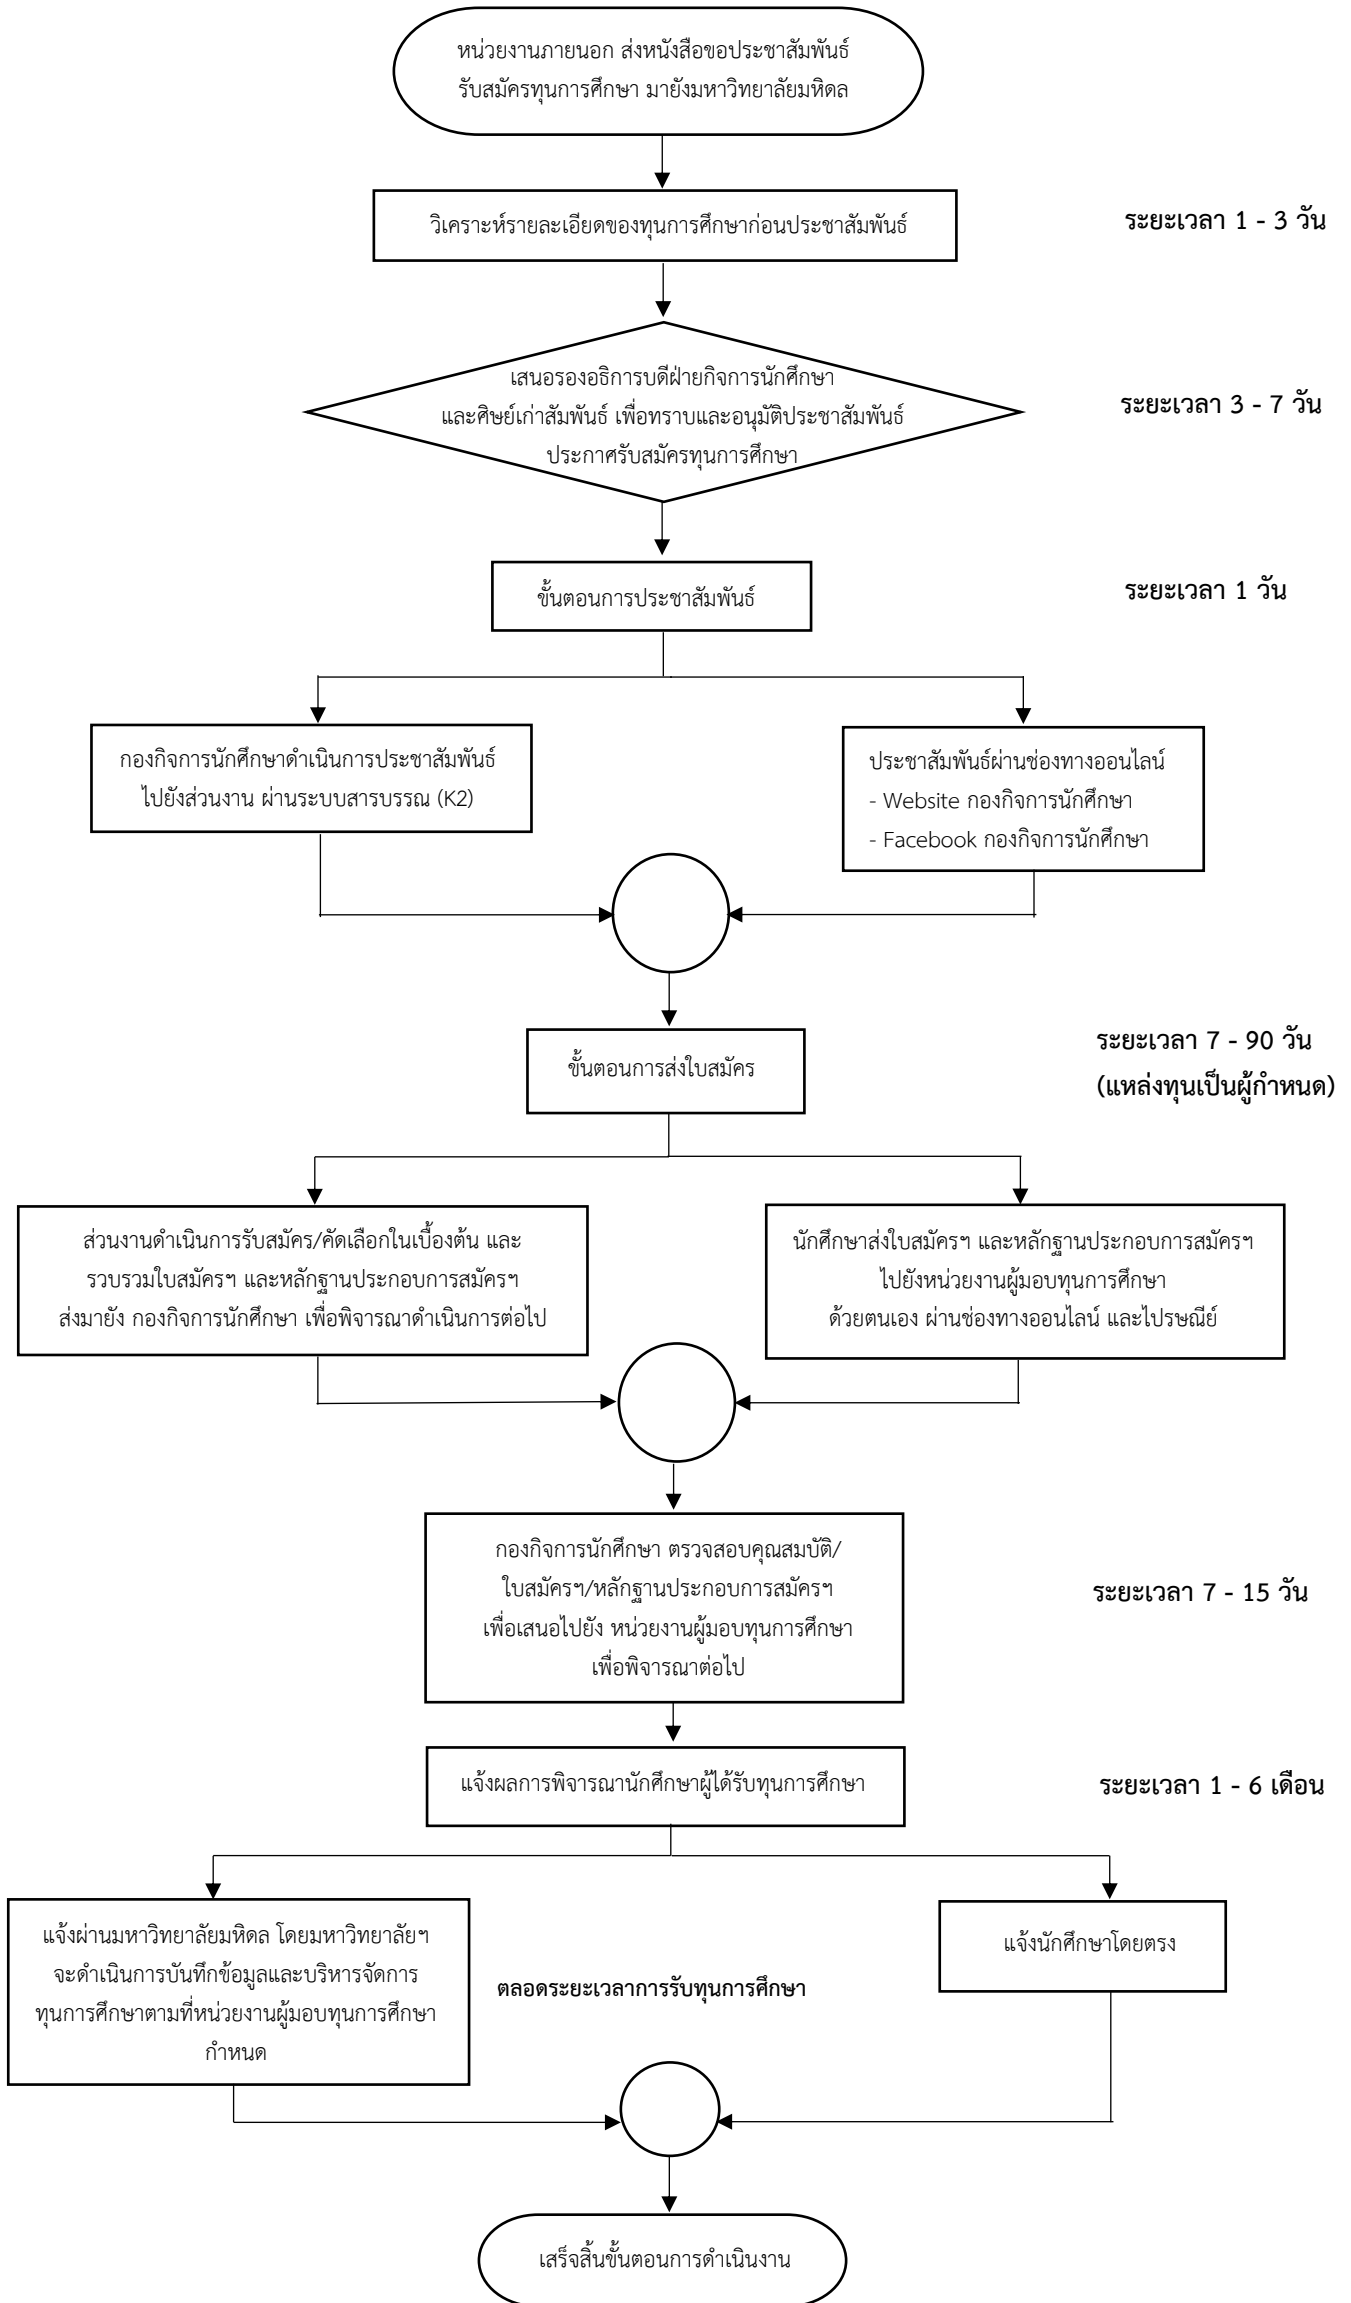 หน่วยงานภายนอก ส่งหนังสือขอประชาสัมพันธ์
รับสมัครทุนการศึกษา มายังมหาวิทยาลัยมหิดล
วิเคราะห์รายละเอียดของทุนการศึกษาก่อนประชาสัมพันธ์
ระยะเวลา 1 - 3 วัน
เสนอรองอธิการบดีฝ่ายกิจการนักศึกษา
และศิษย์เก่าสัมพันธ์ เพื่อทราบและอนุมัติประชาสัมพันธ์
ประกาศรับสมัครทุนการศึกษา
ระยะเวลา 3 - 7 วัน
ขั้นตอนการประชาสัมพันธ์
ระยะเวลา 1 วัน
กองกิจการนักศึกษาดำเนินการประชาสัมพันธ์
ไปยังส่วนงาน ผ่านระบบสารบรรณ (K2)
ประชาสัมพันธ์ผ่านช่องทางออนไลน์
- Website กองกิจการนักศึกษา
- Facebook กองกิจการนักศึกษา
ขั้นตอนการส่งใบสมัคร
ระยะเวลา 7 - 90 วัน
(แหล่งทุนเป็นผู้กำหนด)
ส่วนงานดำเนินการรับสมัคร/คัดเลือกในเบื้องต้น และ
รวบรวมใบสมัครฯ และหลักฐานประกอบการสมัครฯ
ส่งมายัง กองกิจการนักศึกษา เพื่อพิจารณาดำเนินการต่อไป
นักศึกษาส่งใบสมัครฯ และหลักฐานประกอบการสมัครฯ
ไปยังหน่วยงานผู้มอบทุนการศึกษา
ด้วยตนเอง ผ่านช่องทางออนไลน์ และไปรษณีย์
กองกิจการนักศึกษา ตรวจสอบคุณสมบัติ/
ใบสมัครฯ/หลักฐานประกอบการสมัครฯ
เพื่อเสนอไปยัง หน่วยงานผู้มอบทุนการศึกษา
เพื่อพิจารณาต่อไป
ระยะเวลา 7 - 15 วัน
แจ้งผลการพิจารณานักศึกษาผู้ได้รับทุนการศึกษา
ระยะเวลา 1 - 6 เดือน
แจ้งผ่านมหาวิทยาลัยมหิดล โดยมหาวิทยาลัยฯ
จะดำเนินการบันทึกข้อมูลและบริหารจัดการ
ทุนการศึกษาตามที่หน่วยงานผู้มอบทุนการศึกษา
กำหนด
ตลอดระยะเวลาการรับทุนการศึกษา
แจ้งนักศึกษาโดยตรง
เสร็จสิ้นขั้นตอนการดำเนินงาน